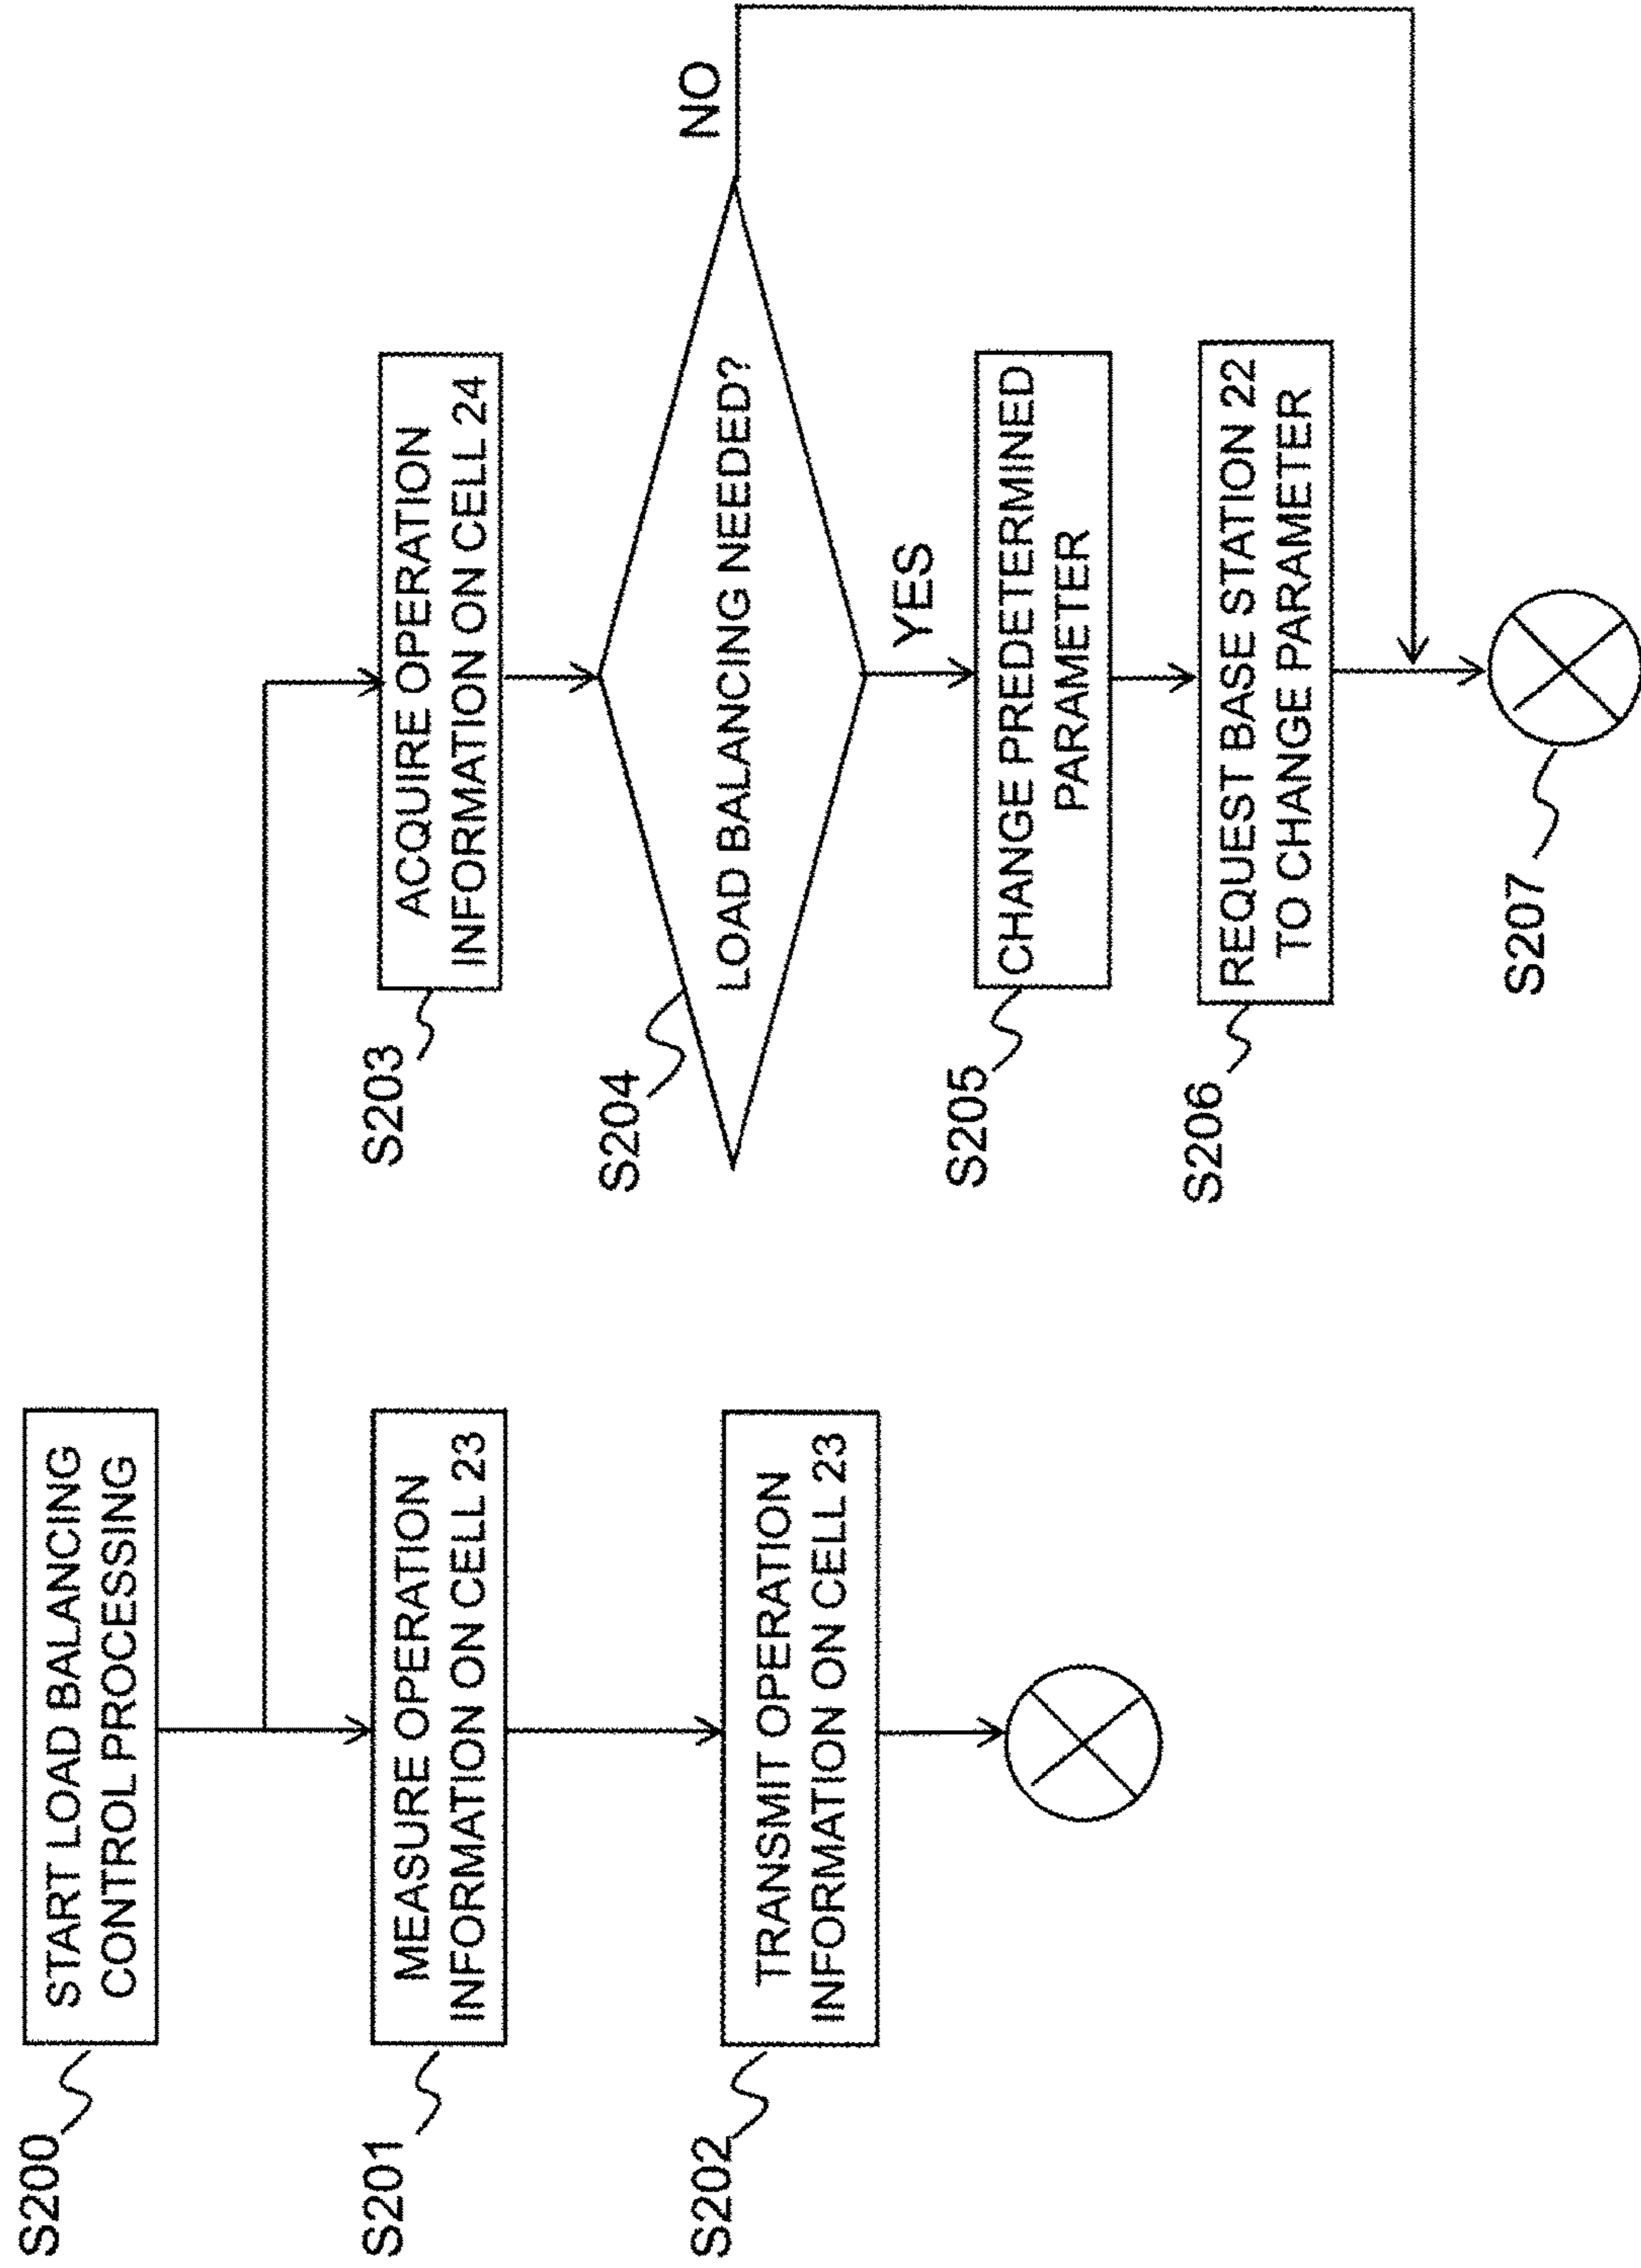 S200
START LOAD BALANCING
CONTROL PROCESSING
S201
MEASURE OPERATION
INFORMATION ON CELL 23
S202
TRANSMIT OPERATION
INFORMATION ON CELL 23
S203
ACQUIRE OPERATION
INFORMATION ON CELL 24
S204
LOAD BALANCING NEEDED?
NO
YES
S205
CHANGE PREDETERMINED
PARAMETER
S206
REQUEST BASE STATION 22
TO CHANGE PARAMETER
S207